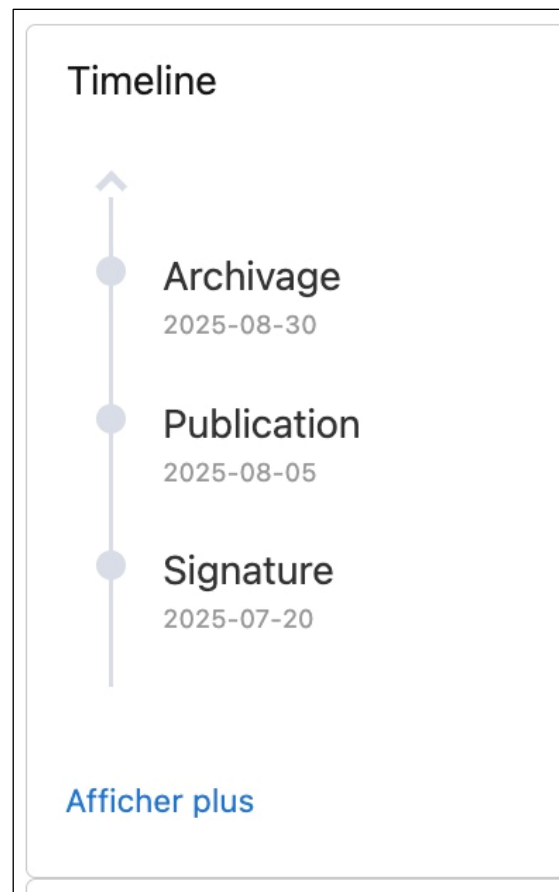 Timeline
Archivage
2025-08-30
Publication
2025-08-05
Signature
2025-07-20
Afficher plus